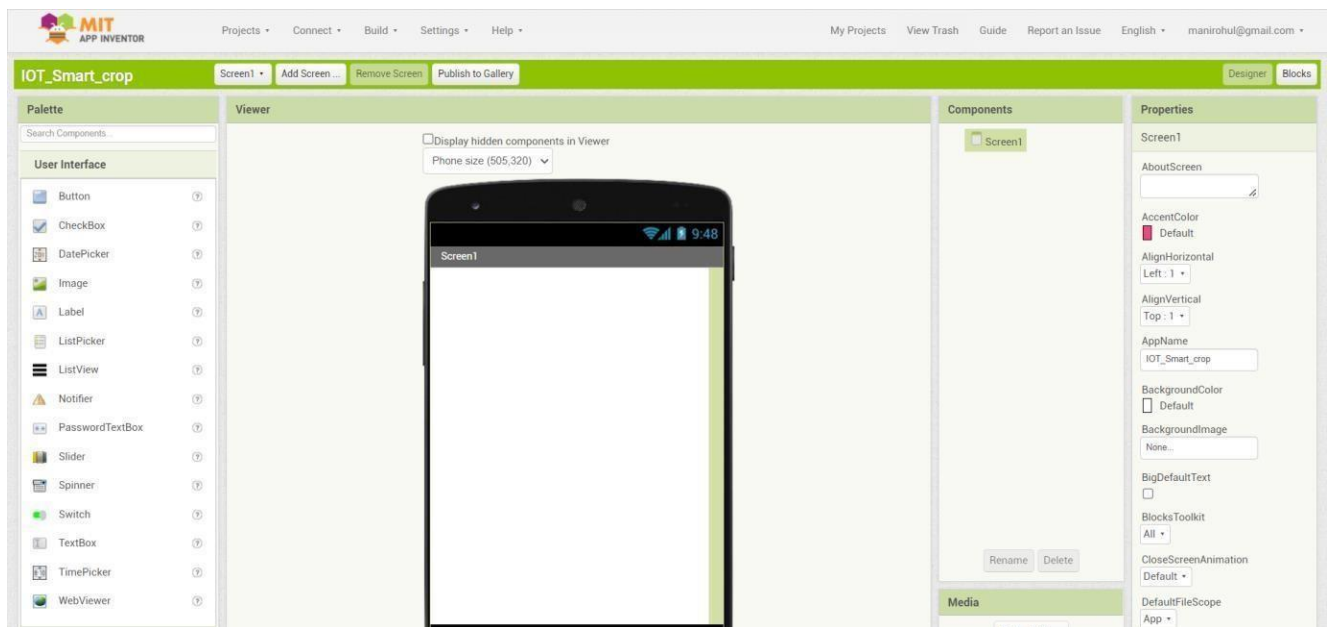 MIT
APP INVENTOR
Projects Connect Build Settings Help My Projects View Trash Guide Report an Issue English manirohul@gmail.com
IOT_Smart_crop Screen1 Add Screen ... Remove Screen Publish to Gallery Designer Blocks
Palette
Search Components...
User Interface
Button
CheckBox
DatePicker
Image
Label
ListPicker
ListView
Notifier
PasswordTextBox
Slider
Spinner
Switch
TextBox
TimePicker
WebViewer
Viewer
Display hidden components in Viewer
Phone size (505,320)
9:48
Screen1
Components
Screen1
Rename Delete
Media
Properties
Screen1
AboutScreen
AccentColor
Default
AlignHorizontal
Left : 1
AlignVertical
Top : 1
AppName
IOT_Smart_crop
BackgroundColor
Default
BackgroundImage
None...
BigDefaultText
BlocksToolkit
All
CloseScreenAnimation
Default
DefaultFileScope
App